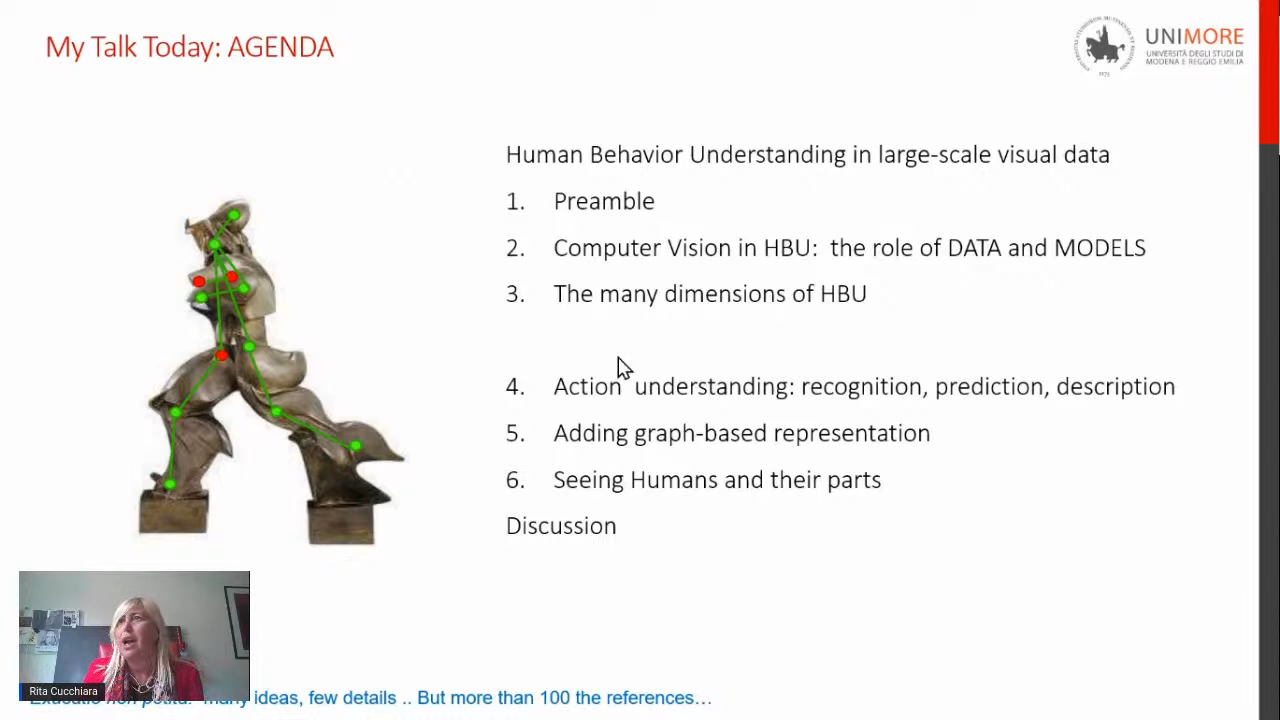 My Talk Today: AGENDA
UNIMORE
UNIVERSITÀ DEGLI STUDI DI
MODENA E REGGIO EMILIA
1175
Human Behavior Understanding in large-scale visual data
1. Preamble
2. Computer Vision in HBU: the role of DATA and MODELS
3. The many dimensions of HBU
4. Action understanding: recognition, prediction, description
5. Adding graph-based representation
6. Seeing Humans and their parts
Discussion
Rita Cucchiara
many ideas, few details .. But more than 100 the references…